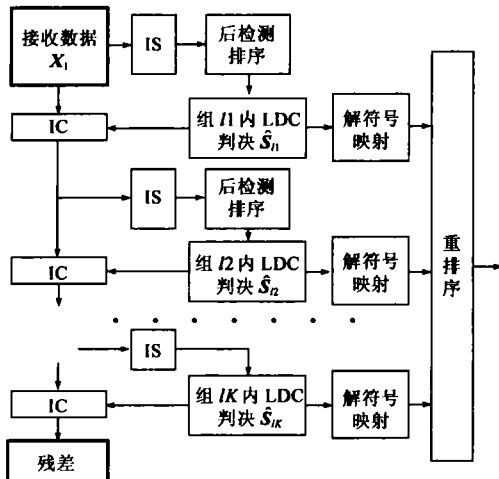 接收数据
X₁
IS
后检测
排序
IC
组 l1 内 LDC
判决 Ŝₗ₁
解符号
映射
IS
后检测
排序
IC
组 l2 内 LDC
判决 Ŝₗ₂
解符号
映射
重排序
IS
IC
组 lK 内 LDC
判决 Ŝ_lK
解符号
映射
残差